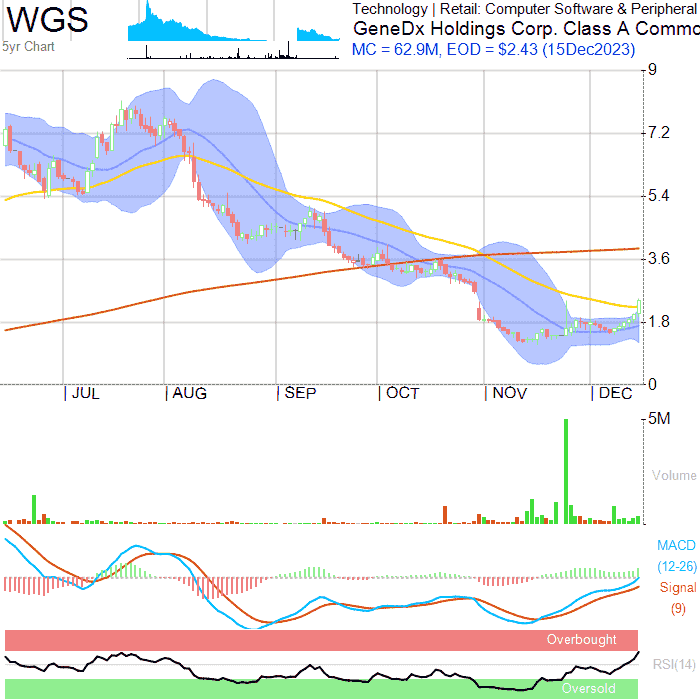 WGS
5yr Chart
Technology | Retail: Computer Software & Peripheral
GeneDx Holdings Corp. Class A Commo
MC = 62.9M, EOD = $2.43 (15Dec2023)
9
7.2
5.4
3.6
1.8
0
JUL AUG SEP OCT NOV DEC
5M
Volume
MACD
(12-26)
Signal
(9)
Overbought
RSI(14)
Oversold